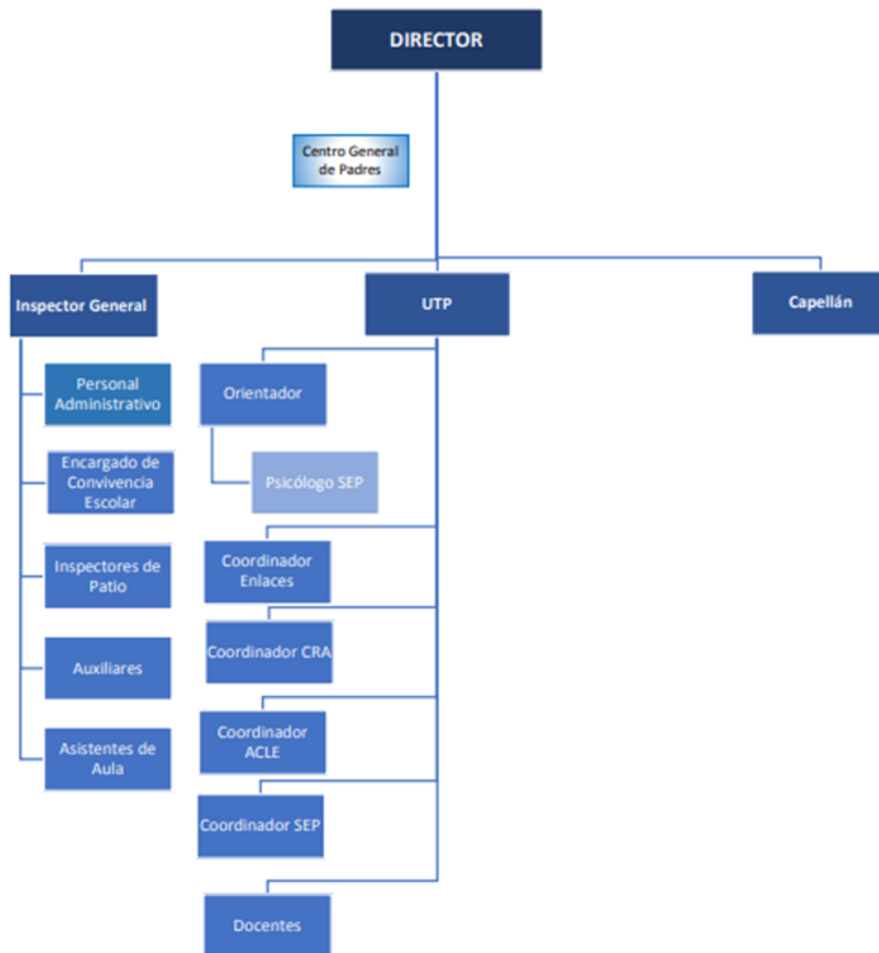 DIRECTOR
Centro General
de Padres
Inspector General
UTP
Capellán
Personal
Administrativo
Encargado de
Convivencia
Escolar
Inspectores de
Patio
Auxiliares
Asistentes de
Aula
Orientador
Psicólogo SEP
Coordinador
Enlaces
Coordinador CRA
Coordinador
ACLE
Coordinador SEP
Docentes